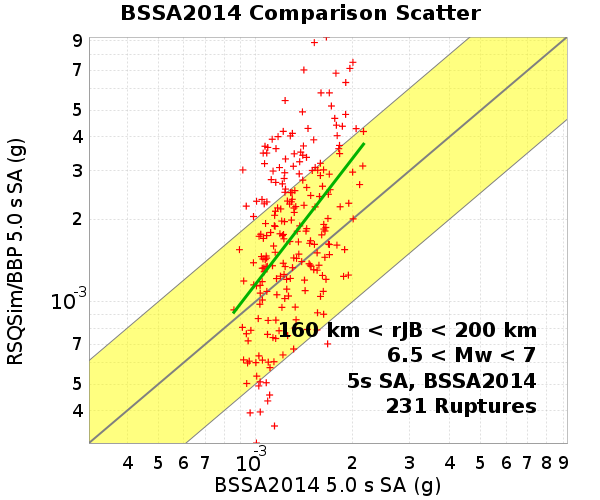 BSSA2014 Comparison Scatter
RSQSim/BBP 5.0 s SA (g)
9
7
5
4
3
2
10⁻³
7
5
4
160 km < rJB < 200 km
6.5 < Mw < 7
5s SA, BSSA2014
231 Ruptures
4 5 6 7 10⁻³ 2 3 4 5 6 7 8 9
BSSA2014 5.0 s SA (g)